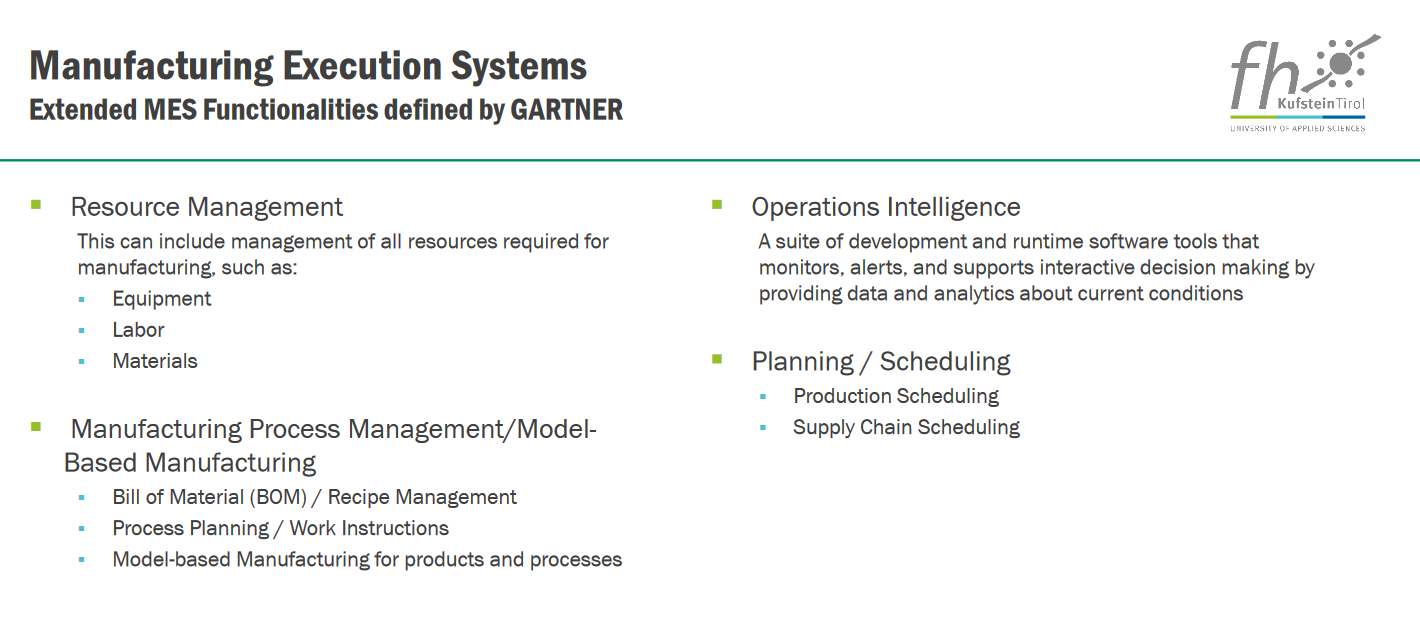 Manufacturing Execution Systems
Extended MES Functionalities defined by GARTNER
fh
KufsteinTirol
UNIVERSITY OF APPLIED SCIENCES
Resource Management
This can include management of all resources required for
manufacturing, such as:
Equipment
Labor
Materials
Manufacturing Process Management/Model-
Based Manufacturing
Bill of Material (BOM) / Recipe Management
Process Planning / Work Instructions
Model-based Manufacturing for products and processes
Operations Intelligence
A suite of development and runtime software tools that
monitors, alerts, and supports interactive decision making by
providing data and analytics about current conditions
Planning / Scheduling
Production Scheduling
Supply Chain Scheduling